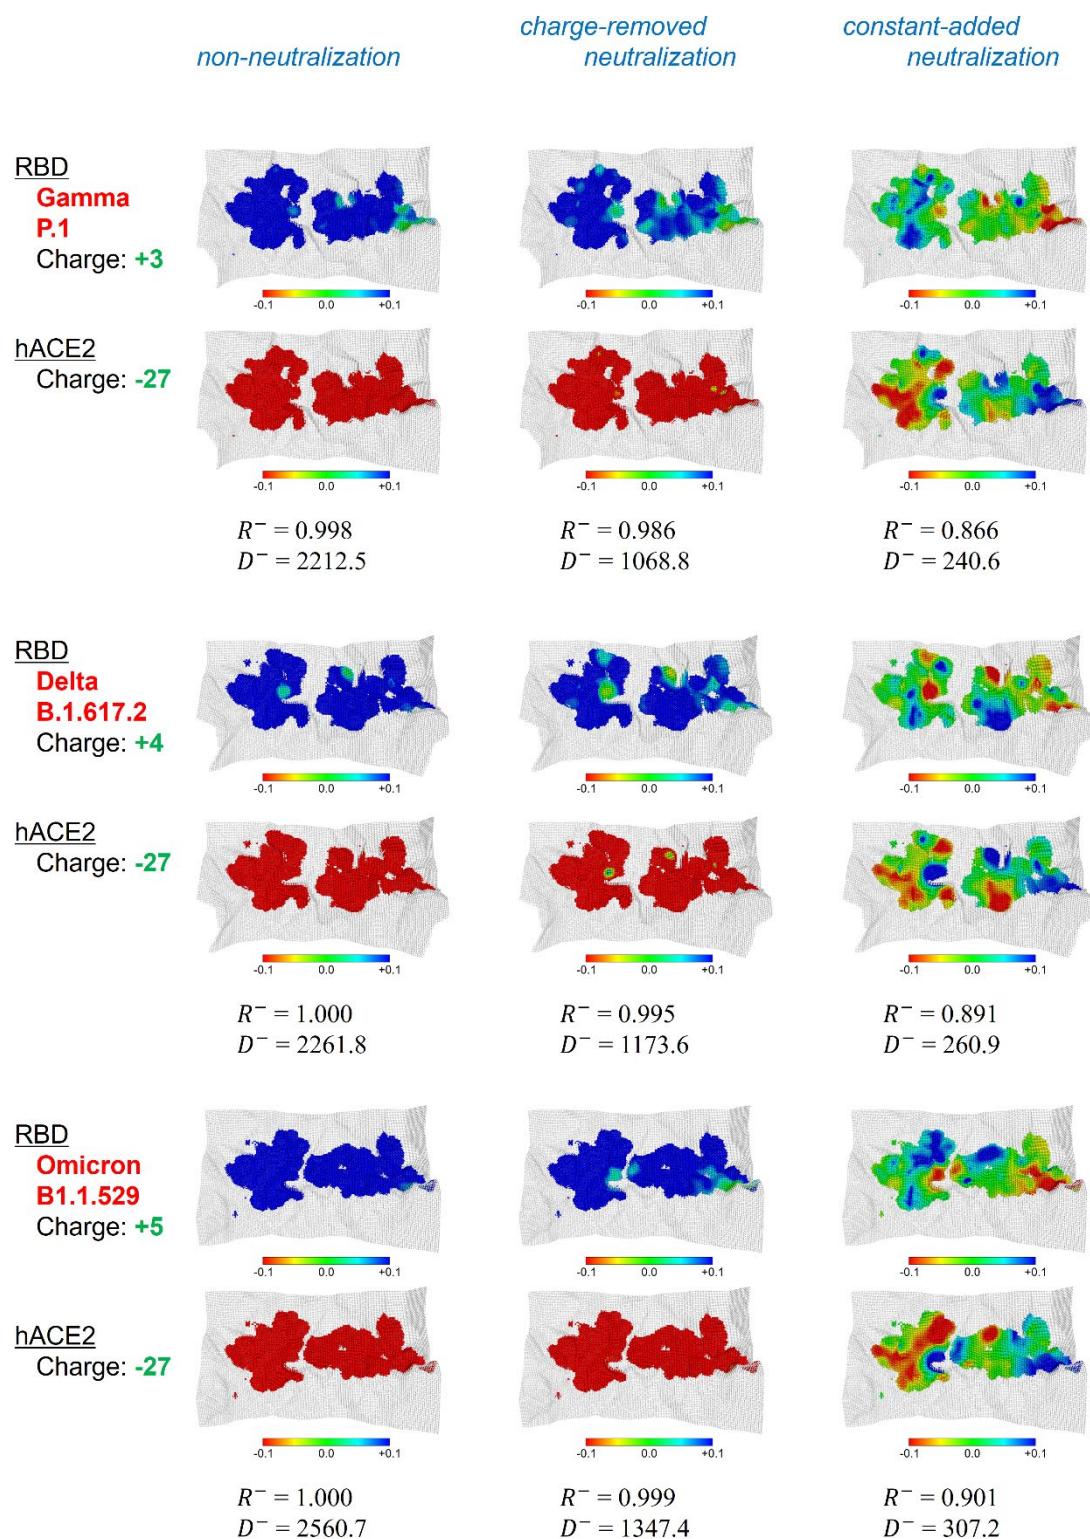 non-neutralization
charge-removed
neutralization
constant-added
neutralization
RBD
Gamma
P.1
Charge: +3
-0.1 0.0 +0.1
-0.1 0.0 +0.1
-0.1 0.0 +0.1
hACE2
Charge: -27
-0.1 0.0 +0.1
-0.1 0.0 +0.1
-0.1 0.0 +0.1
R⁻ = 0.998
D⁻ = 2212.5
R⁻ = 0.986
D⁻ = 1068.8
R⁻ = 0.866
D⁻ = 240.6
RBD
Delta
B.1.617.2
Charge: +4
-0.1 0.0 +0.1
-0.1 0.0 +0.1
-0.1 0.0 +0.1
hACE2
Charge: -27
-0.1 0.0 +0.1
-0.1 0.0 +0.1
-0.1 0.0 +0.1
R⁻ = 1.000
D⁻ = 2261.8
R⁻ = 0.995
D⁻ = 1173.6
R⁻ = 0.891
D⁻ = 260.9
RBD
Omicron
B1.1.529
Charge: +5
-0.1 0.0 +0.1
-0.1 0.0 +0.1
-0.1 0.0 +0.1
hACE2
Charge: -27
-0.1 0.0 +0.1
-0.1 0.0 +0.1
-0.1 0.0 +0.1
R⁻ = 1.000
D⁻ = 2560.7
R⁻ = 0.999
D⁻ = 1347.4
R⁻ = 0.901
D⁻ = 307.2